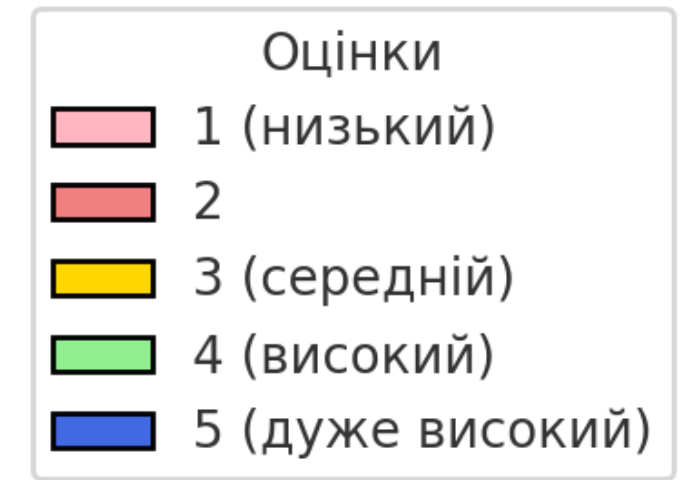 Оцінки
1 (низький)
2
3 (середній)
4 (високий)
5 (дуже високий)